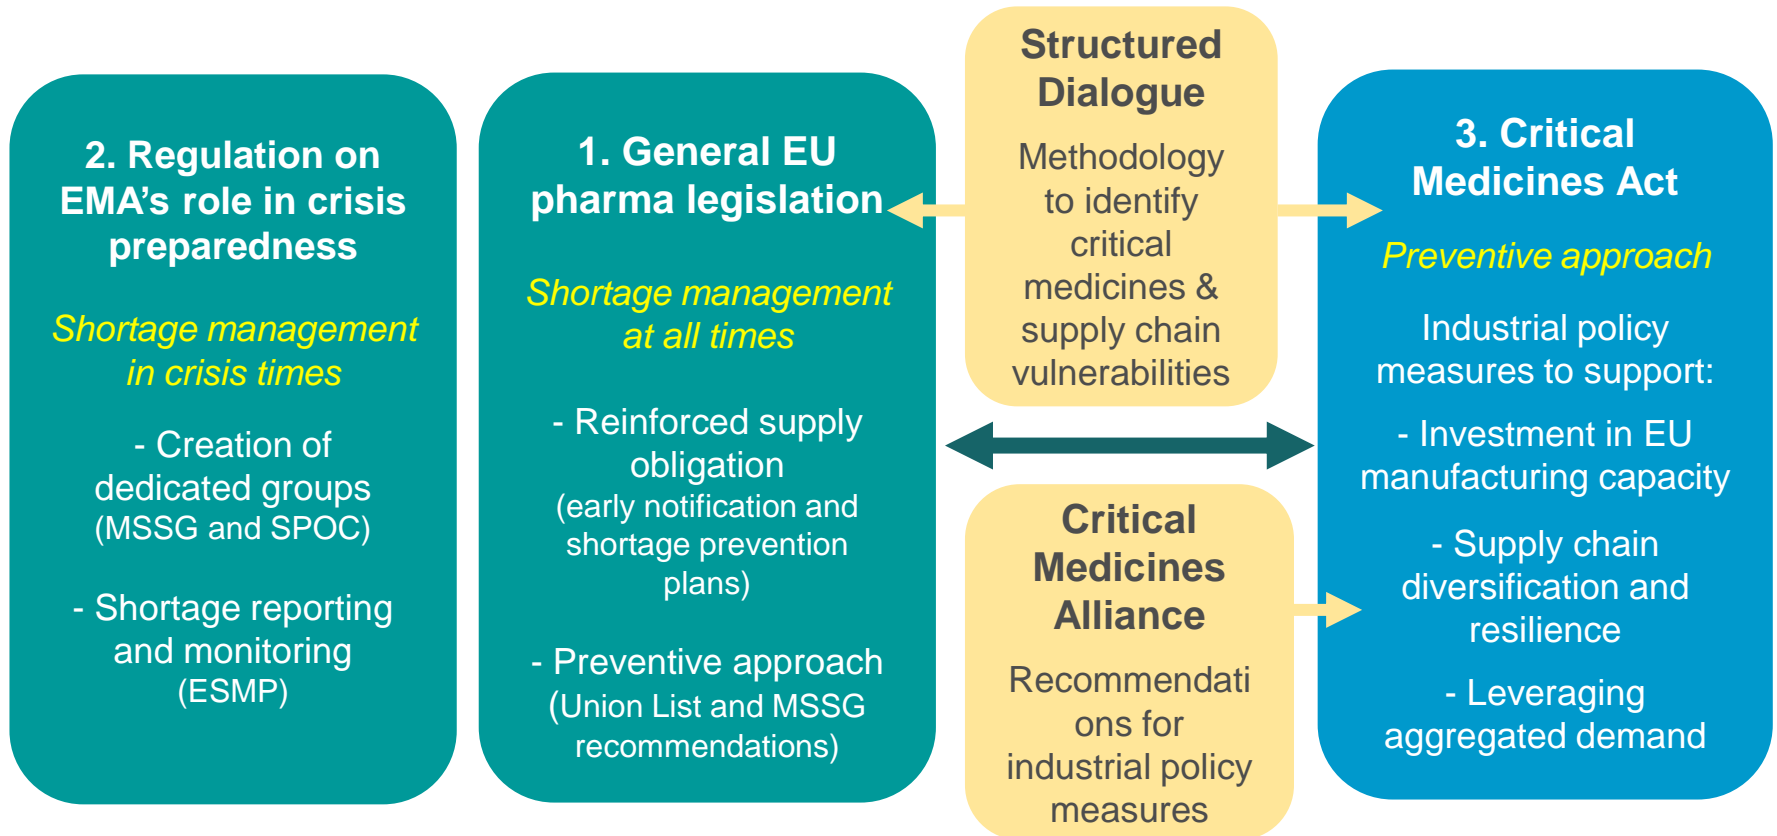 2. Regulation on
EMA’s role in crisis
preparedness
Shortage management
in crisis times
- Creation of
dedicated groups
(MSSG and SPOC)
- Shortage reporting
and monitoring
(ESMP)
1. General EU
pharma legislation
Shortage management
at all times
- Reinforced supply
obligation
(early notification and
shortage prevention
plans)
- Preventive approach
(Union List and MSSG
recommendations)
Structured
Dialogue
Methodology
to identify
critical
medicines &
supply chain
vulnerabilities
Critical
Medicines
Alliance
Recommendati
ons for
industrial policy
measures
3. Critical
Medicines Act
Preventive approach
Industrial policy
measures to support:
- Investment in EU
manufacturing capacity
- Supply chain
diversification and
resilience
- Leveraging
aggregated demand